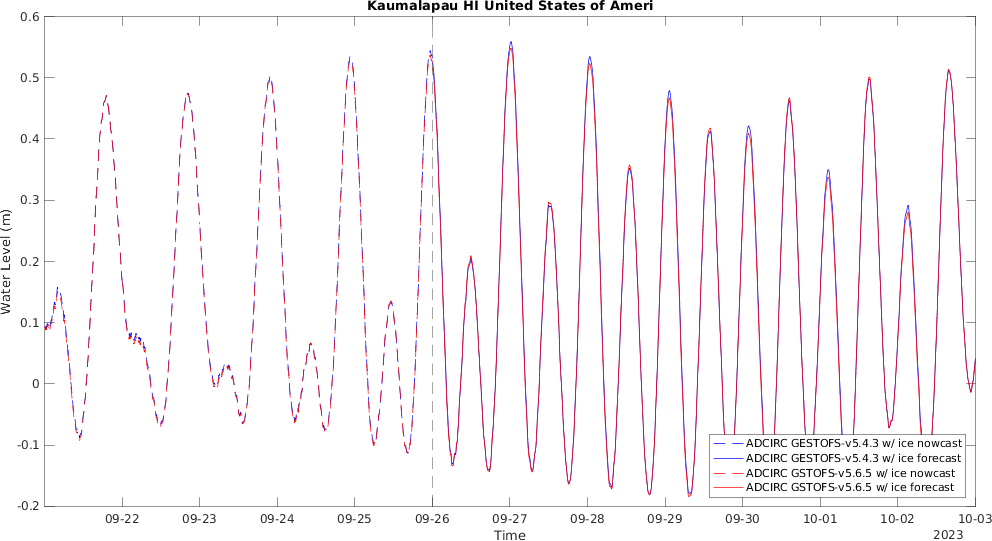 Kaumalapau HI United States of Ameri
0.6
0.5
0.4
0.3
0.2
0.1
0
-0.1
-0.2
Water Level (m)
ADCIRC GESTOFS-v5.4.3 w/ ice nowcast
ADCIRC GESTOFS-v5.4.3 w/ ice forecast
ADCIRC GSTOFS-v5.6.5 w/ ice nowcast
ADCIRC GSTOFS-v5.6.5 w/ ice forecast
09-22 09-23 09-24 09-25 09-26 09-27 09-28 09-29 09-30 10-01 10-02 10-03
Time
2023